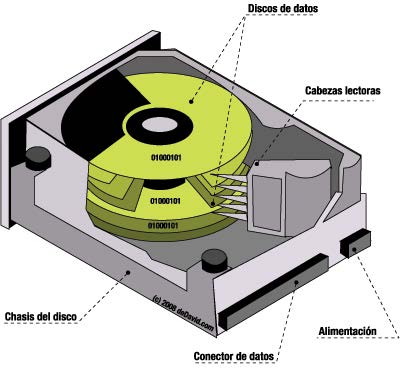 Discos de datos
Cabezas lectoras
01000101
01000101
01000101
(c) 2008 deDavid.com
Chasis del disco
Alimentación
Conector de datos